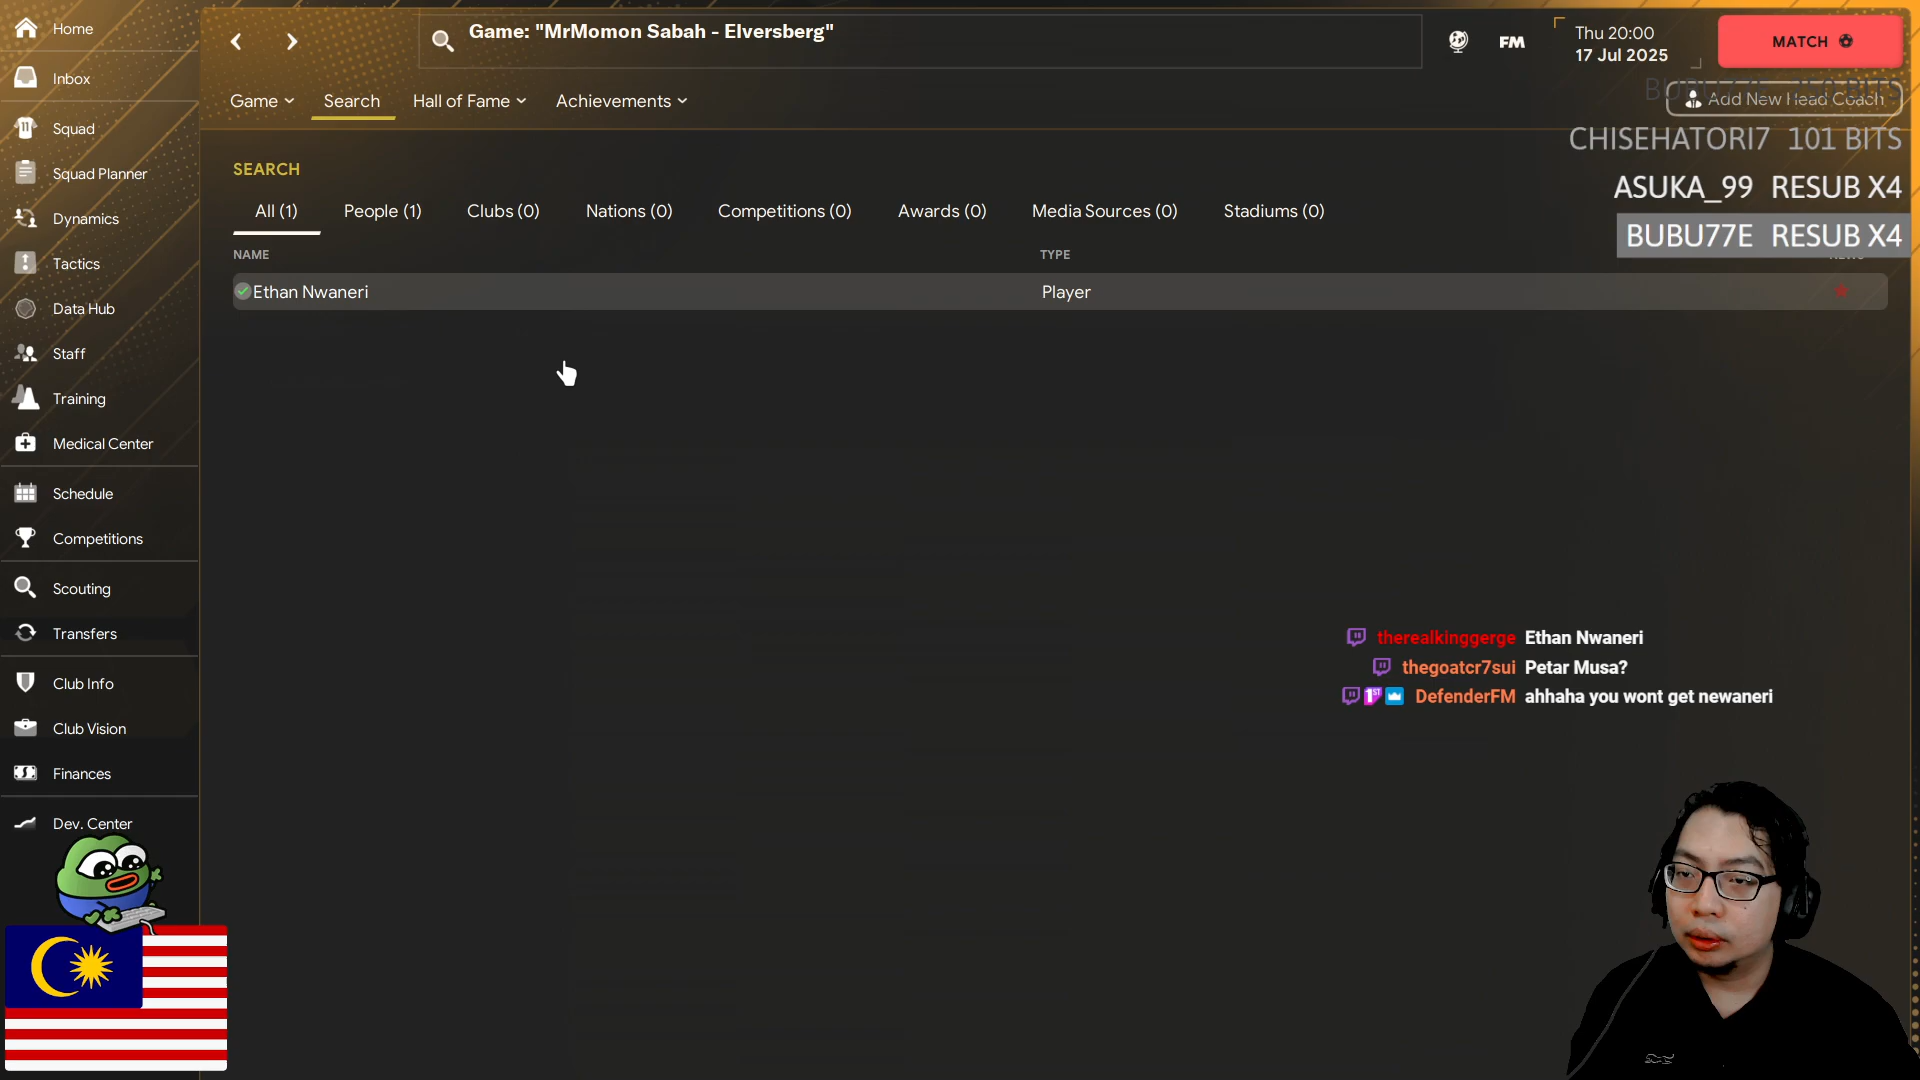 Home
Inbox
Squad
Squad Planner
Dynamics
Tactics
Data Hub
Staff
Training
Medical Center
Schedule
Competitions
Scouting
Transfers
Club Info
Club Vision
Finances
Dev. Center
Game: "MrMomon Sabah - Elversberg"
FM
Thu 20:00
17 Jul 2025
MATCH
Game
Search
Hall of Fame
Achievements
Add New Head Coach
CHISEHATORI7 101 BITS
ASUKA_99 RESUB X4
BUBU77E RESUB X4
SEARCH
All (1)
People (1)
Clubs (0)
Nations (0)
Competitions (0)
Awards (0)
Media Sources (0)
Stadiums (0)
NAME
TYPE
Ethan Nwaneri
Player
therealkinggerge Ethan Nwaneri
thegoatcr7sui Petar Musa?
DefenderFM ahhaha you wont get newaneri